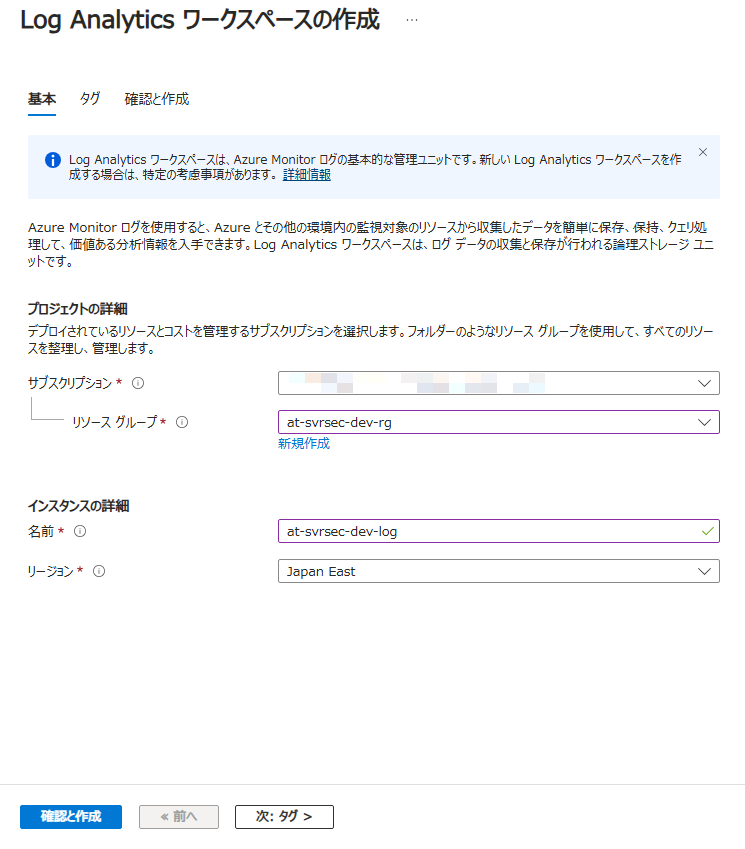 Log Analytics ワークスペースの作成 …
基本 タグ 確認と作成
Log Analytics ワークスペースは、Azure Monitor ログの基本的な管理ユニットです。新しい Log Analytics ワークスペースを作
成する場合は、特定の考慮事項があります。 詳細情報
Azure Monitor ログを使用すると、Azure とその他の環境内の監視対象のリソースから収集したデータを簡単に保存、保持、クエリ処
理して、価値ある分析情報を入手できます。Log Analytics ワークスペースは、ログ データの収集と保存が行われる論理ストレージ ユニ
ットです。
プロジェクトの詳細
デプロイされているリソースとコストを管理するサブスクリプションを選択します。フォルダーのようなリソース グループを使用して、すべてのリソー
スを整理し、管理します。
サブスクリプション *
リソース グループ * at-svrsec-dev-rg
新規作成
インスタンスの詳細
名前 * at-svrsec-dev-log
リージョン * Japan East
確認と作成 « 前へ 次: タグ >